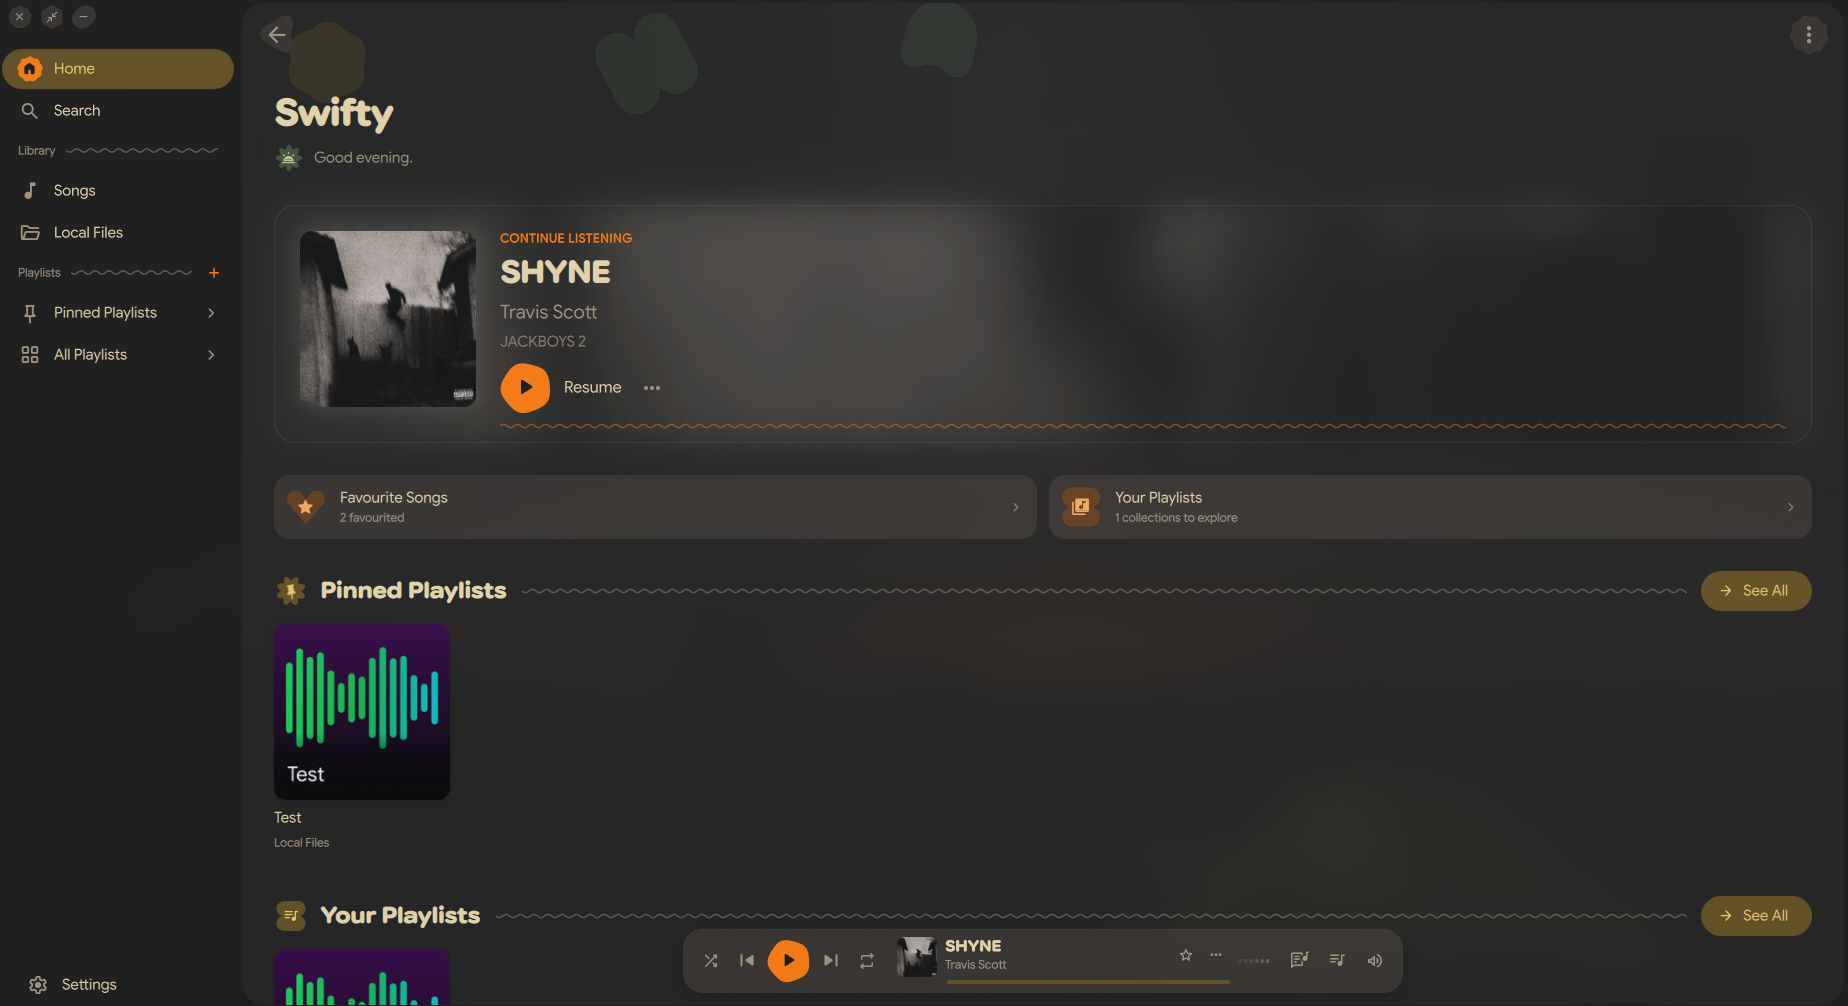 Home
Search
Library
Songs
Local Files
Playlists
Pinned Playlists
All Playlists
Settings
Swifty
Good evening.
CONTINUE LISTENING
SHYNE
Travis Scott
JACKBOYS 2
Resume
Favourite Songs
2 favourited
Your Playlists
1 collections to explore
Pinned Playlists
See All
Test
Test
Local Files
Your Playlists
See All
SHYNE
Travis Scott